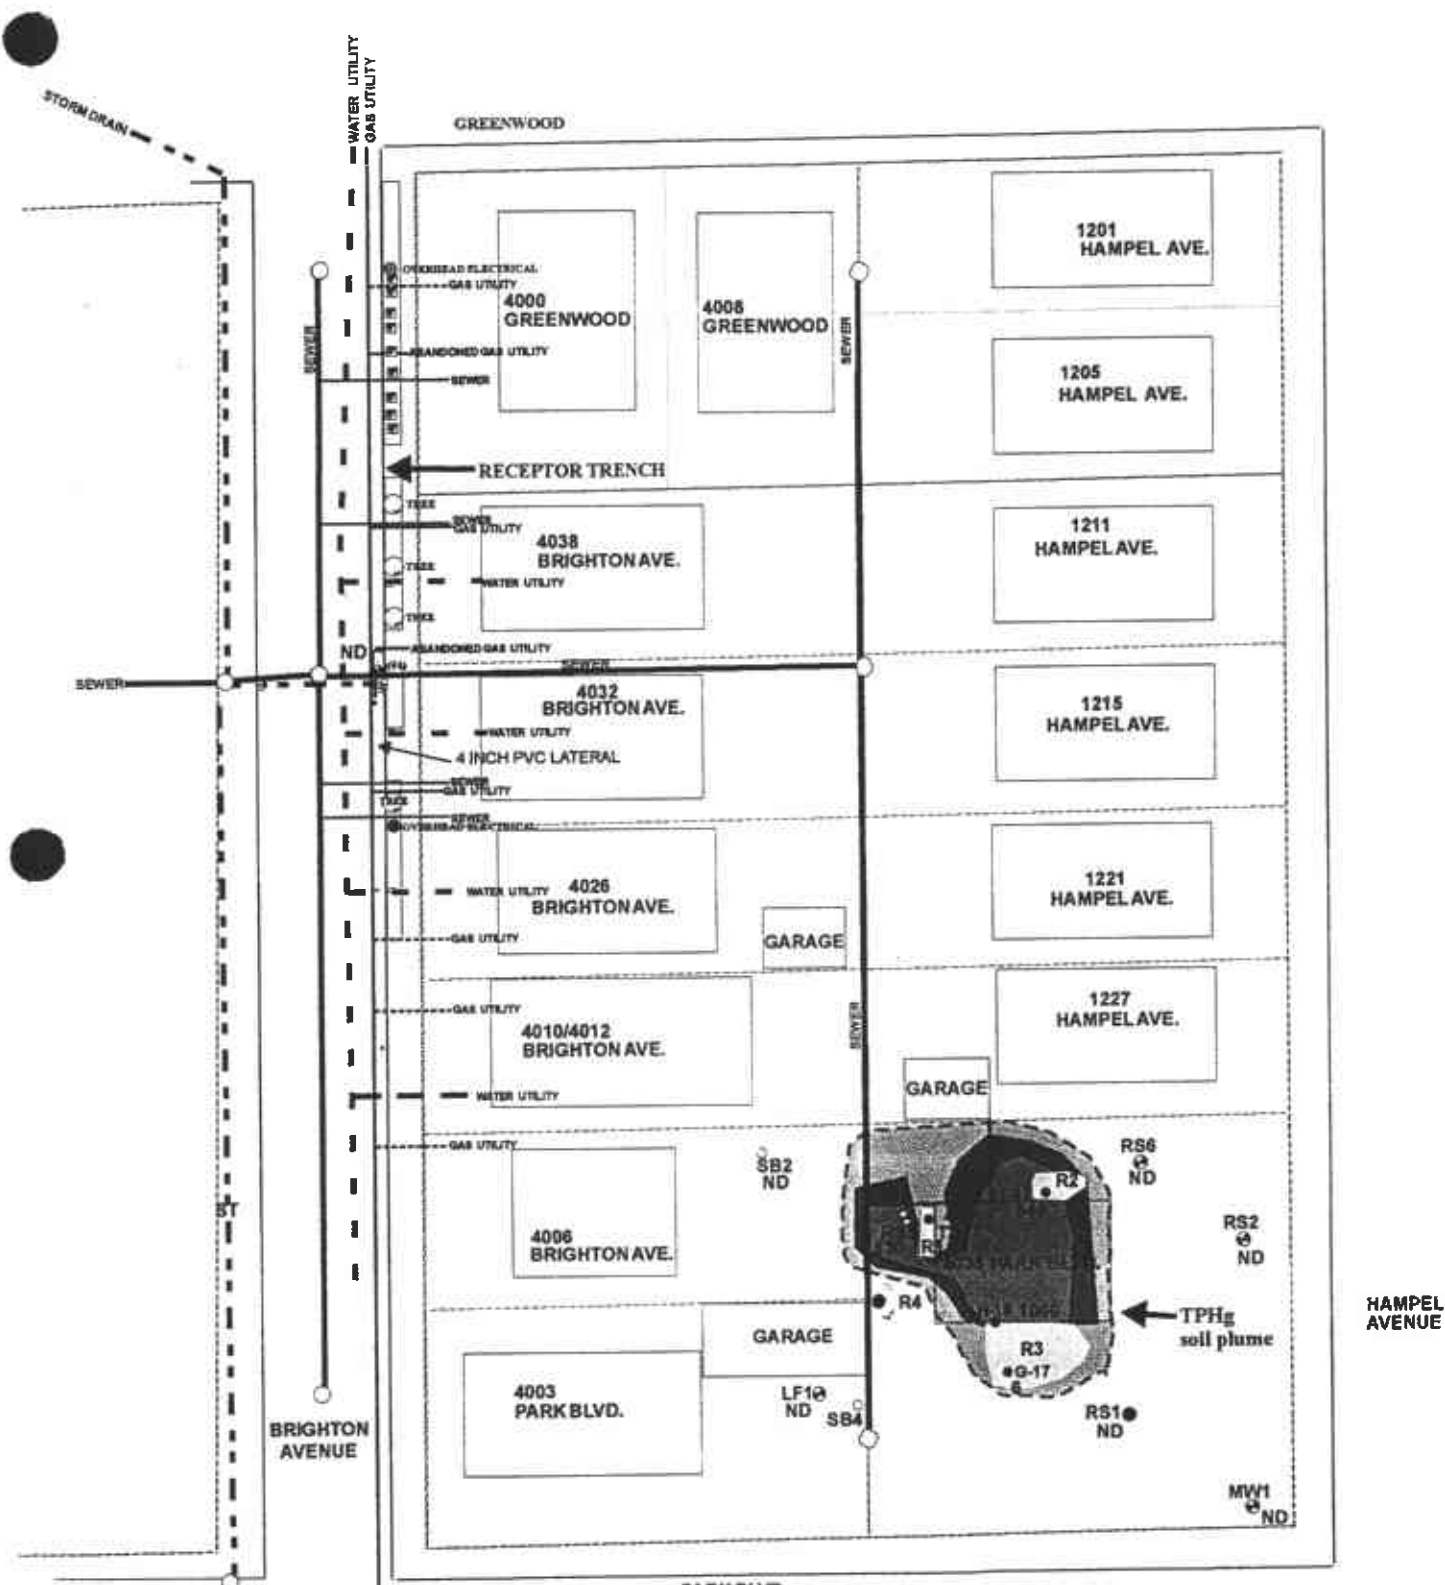 WATER UTILITY
GAS UTILITY
STORM DRAIN
GREENWOOD
1201
HAMPEL AVE.
OVERHEAD ELECTRICAL
GAS UTILITY
4000
GREENWOOD
4008
GREENWOOD
SEWER
SEWER
ABANDONED GAS UTILITY
SEWER
1205
HAMPEL AVE.
RECEPTOR TRENCH
TREE
SEWER
GAS UTILITY
4038
BRIGHTON AVE.
1211
HAMPEL AVE.
TREE
WATER UTILITY
TREE
ND
ABANDONED GAS UTILITY
SEWER
SEWER
4032
BRIGHTON AVE.
1215
HAMPEL AVE.
WATER UTILITY
4 INCH PVC LATERAL
SEWER
GAS UTILITY
TREE
SEWER
OVERHEAD ELECTRICAL
WATER UTILITY
4026
BRIGHTON AVE.
1221
HAMPEL AVE.
GAS UTILITY
GARAGE
GAS UTILITY
4010/4012
BRIGHTON AVE.
SEWER
1227
HAMPEL AVE.
WATER UTILITY
GARAGE
GAS UTILITY
SB2
ND
RS6
ND
R2
ST
4006
BRIGHTON AVE.
RS2
ND
R4
TPHg
soil plume
HAMPEL
AVENUE
GARAGE
R3
G-17
4003
PARK BLVD.
LF1
ND
SB4
RS1
ND
BRIGHTON
AVENUE
MW1
ND